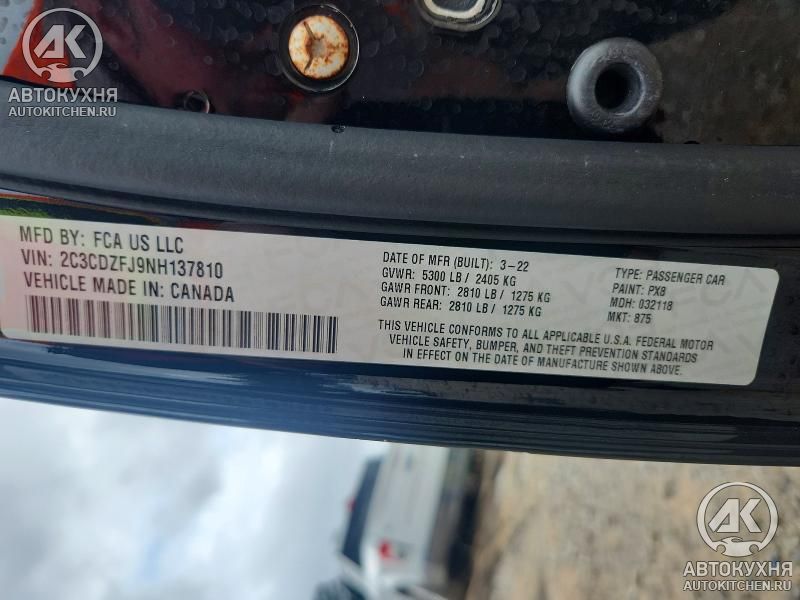 AK
АВТОКУХНЯ
AUTOKITCHEN.RU
MFD BY: FCA US LLC
VIN: 2C3CDZFJ9NH137810
VEHICLE MADE IN: CANADA
DATE OF MFR (BUILT): 3-22
GVWR: 5300 LB / 2405 KG
GAWR FRONT: 2810 LB / 1275 KG
GAWR REAR: 2810 LB / 1275 KG
TYPE: PASSENGER CAR
PAINT: PX8
MDH: 032118
MKT: 875
THIS VEHICLE CONFORMS TO ALL APPLICABLE U.S.A. FEDERAL MOTOR
VEHICLE SAFETY, BUMPER, AND THEFT PREVENTION STANDARDS
IN EFFECT ON THE DATE OF MANUFACTURE SHOWN ABOVE.
AK
АВТОКУХНЯ
AUTOKITCHEN.RU